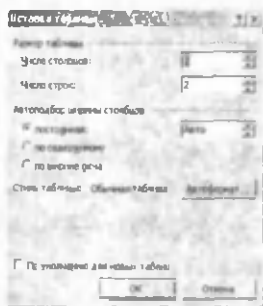 Вставка таблицы
Размер таблицы
Число столбцов:
Число строк: 2
Автоподбор ширины столбцов
постоянная Авто
по содержимому
по ширине окна
Стиль таблицы: Обычная таблица Автоформат...
По умолчанию для новых таблиц
ОК Отмена